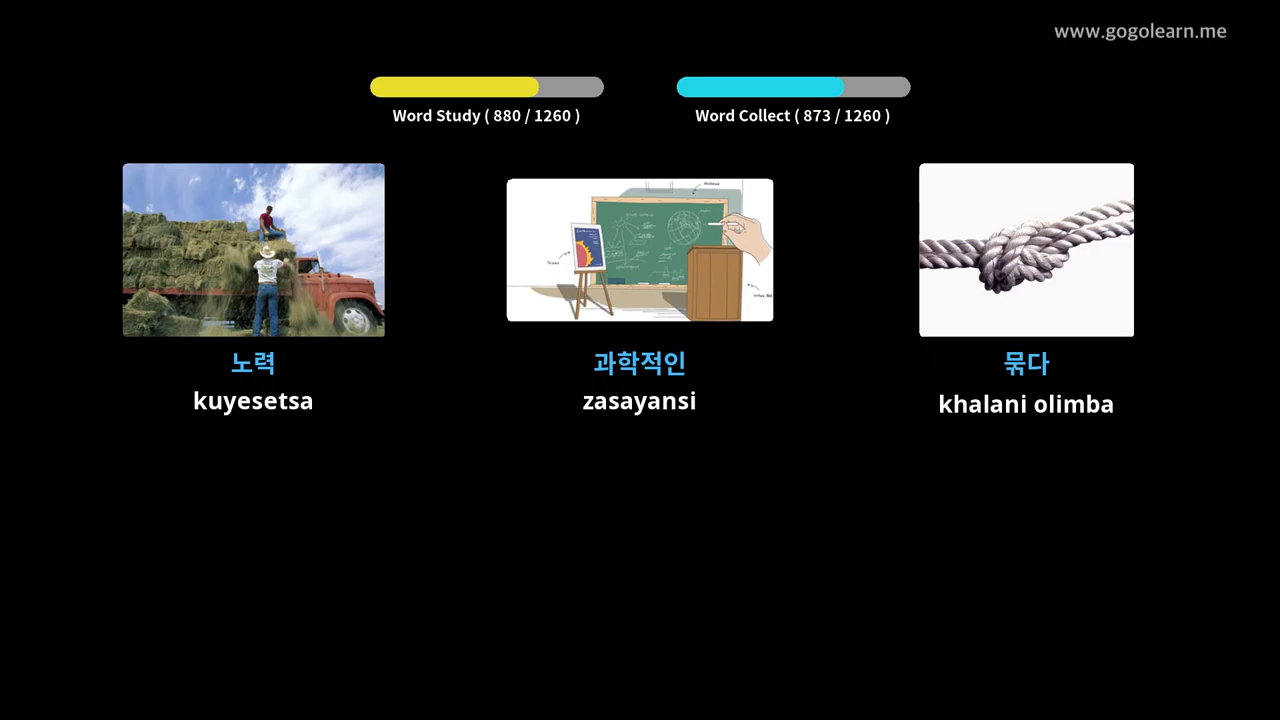 www.gogolearn.me
Word Study ( 880 / 1260 )
Word Collect ( 873 / 1260 )
노력
과학적인
묶다
kuyesetsa
zasayansi
khalani olimba